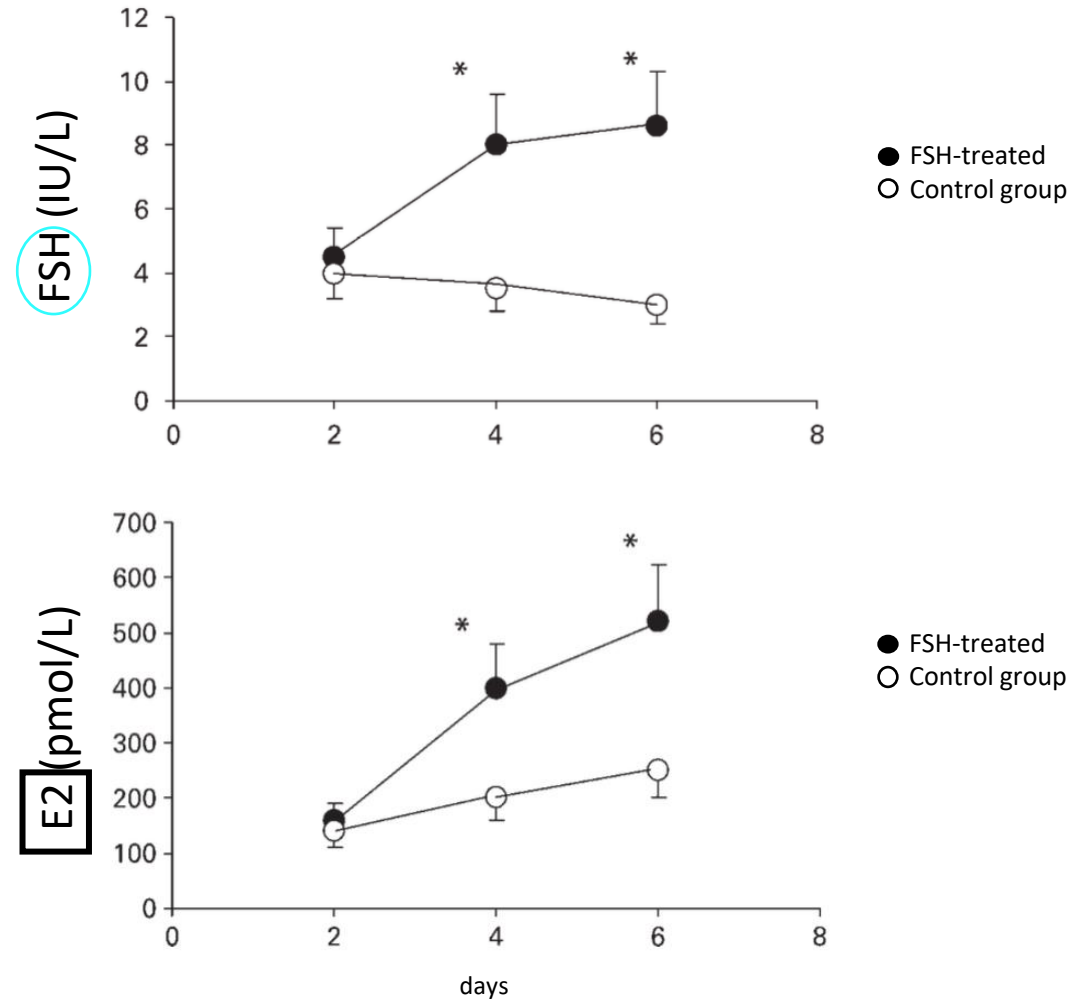 12
10
8
6
4
2
0
FSH (IU/L)
*
*
0 2 4 6 8
FSH-treated
Control group
700
600
500
400
300
200
100
0
E2 (pmol/L)
*
*
0 2 4 6 8
days
FSH-treated
Control group